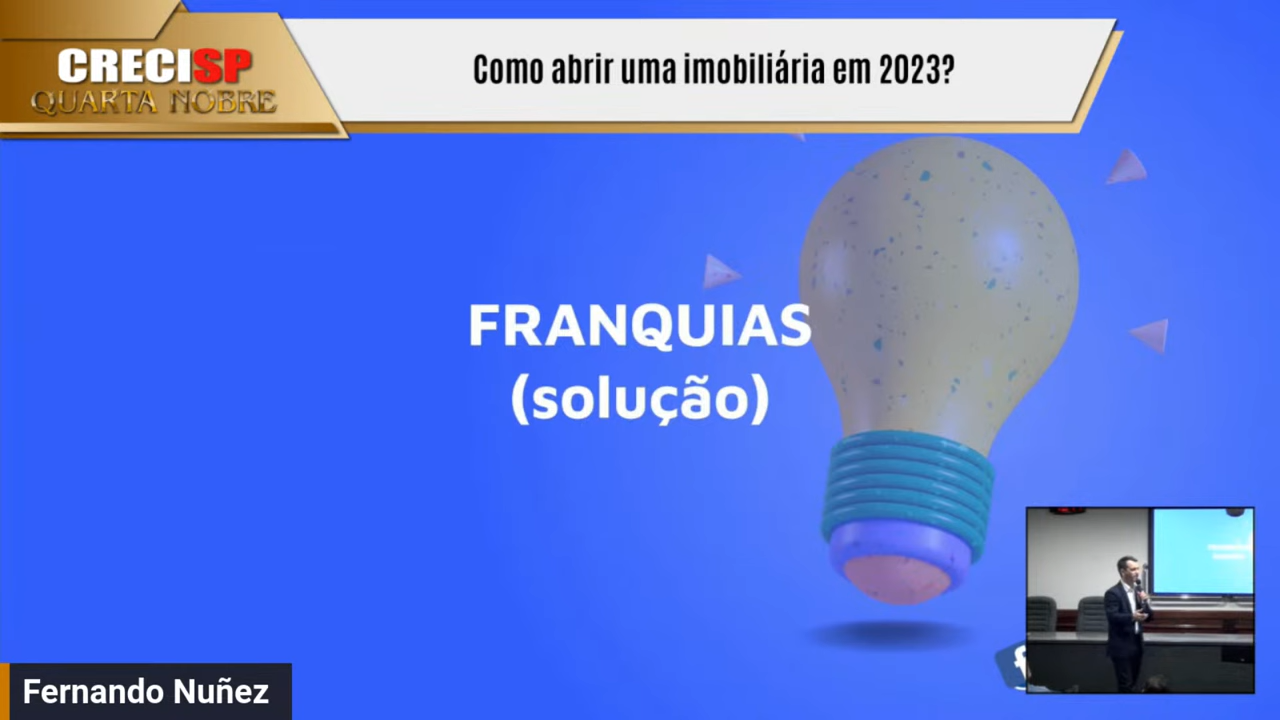 CRECISP
QUARTA NOBRE
Como abrir uma imobiliária em 2023?
FRANQUIAS
(solução)
Fernando Nuñez